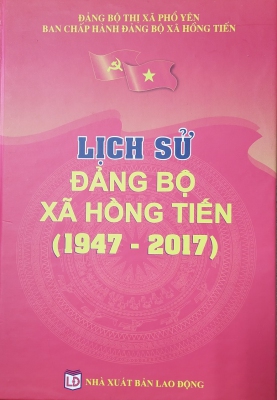 ĐẢNG BỘ THỊ XÃ PHỔ YÊN
BAN CHẤP HÀNH ĐẢNG BỘ XÃ HỒNG TIẾN
LỊCH SỬ
ĐẢNG BỘ
XÃ HỒNG TIẾN
(1947 - 2017)
LĐ
NHÀ XUẤT BẢN LAO ĐỘNG